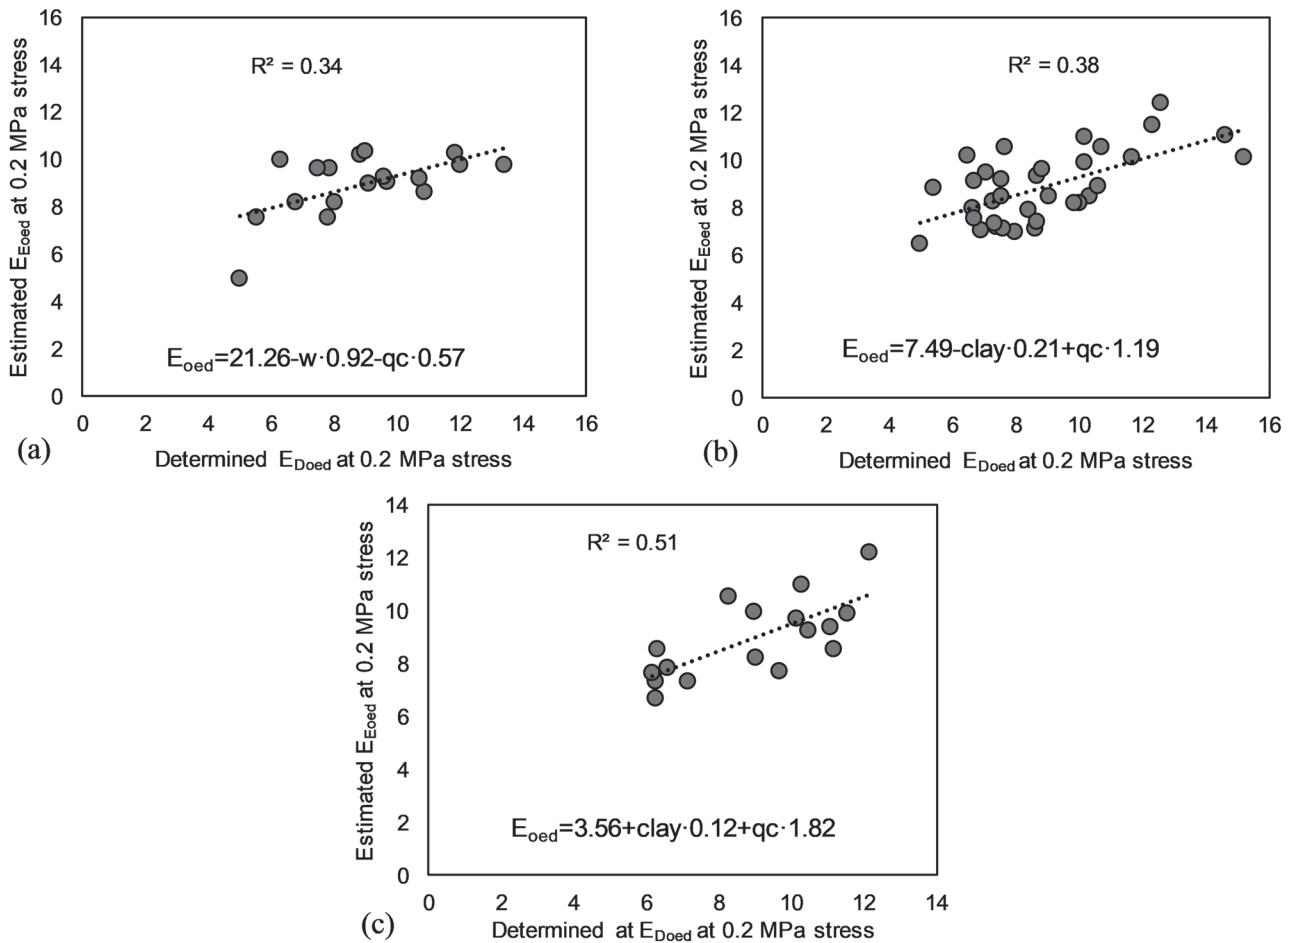 Estimated E_Eoed at 0.2 MPa stress
16
14
12
10
8
6
4
2
0
R² = 0.34
E_oed=21.26-w·0.92-qc·0.57
0 2 4 6 8 10 12 14 16
(a)
Determined E_Doed at 0.2 MPa stress
Estimated E_Eoed at 0.2 MPa stress
16
14
12
10
8
6
4
2
0
R² = 0.38
E_oed=7.49-clay·0.21+qc·1.19
0 2 4 6 8 10 12 14 16
(b)
Determined E_Doed at 0.2 MPa stress
Estimated E_Eoed at 0.2 MPa stress
14
12
10
8
6
4
2
0
R² = 0.51
E_oed=3.56+clay·0.12+qc·1.82
0 2 4 6 8 10 12 14
(c)
Determined at E_Doed at 0.2 MPa stress